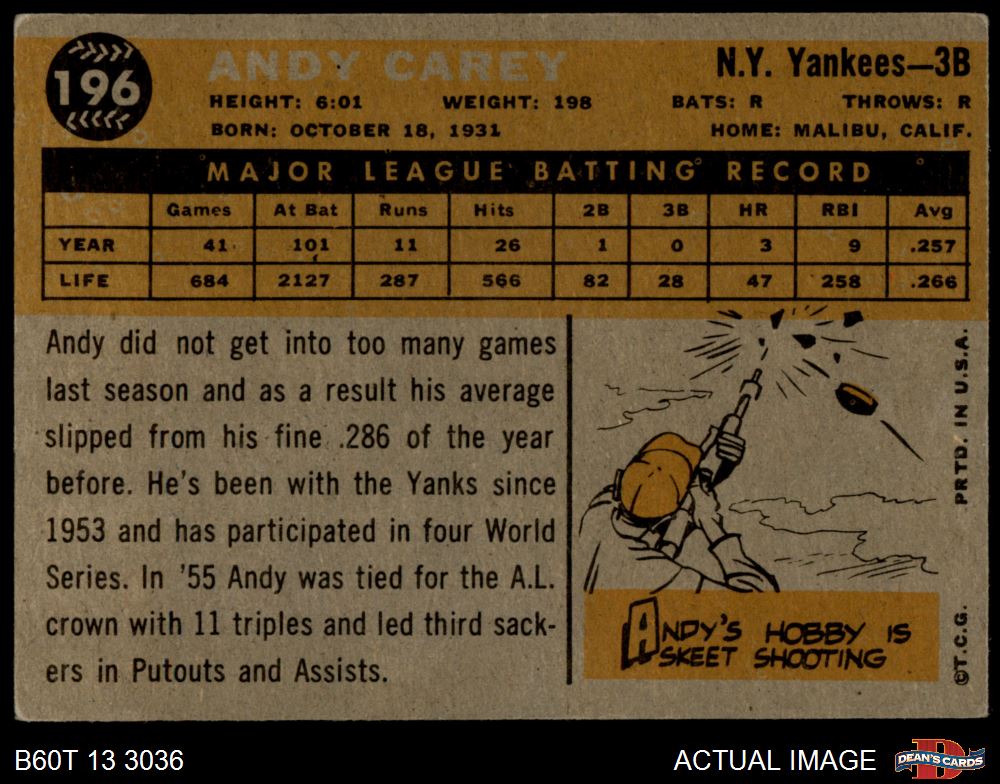 196
ANDY CAREY
N.Y. Yankees—3B
HEIGHT: 6:01 WEIGHT: 198 BATS: R THROWS: R
BORN: OCTOBER 18, 1931 HOME: MALIBU, CALIF.
MAJOR LEAGUE BATTING RECORD
Games At Bat Runs Hits 2B 3B HR RBI Avg
YEAR 41 101 11 26 1 0 3 9 .257
LIFE 684 2127 287 566 82 28 47 258 .266
Andy did not get into too many games
last season and as a result his average
slipped from his fine .286 of the year
before. He's been with the Yanks since
1953 and has participated in four World
Series. In '55 Andy was tied for the A.L.
crown with 11 triples and led third sack-
ers in Putouts and Assists.
ANDY'S HOBBY IS
SKEET SHOOTING
©T.C.G. PRTD. IN U.S.A.
B60T 13 3036
ACTUAL IMAGE
DEAN'S CARDS